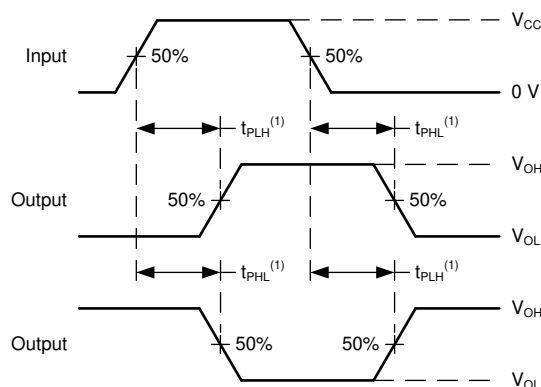 V_CC
Input 50% 50%
0 V
t_PLH^(1) t_PHL^(1)
V_OH
Output 50% 50%
V_OL
t_PHL^(1) t_PLH^(1)
V_OH
Output 50% 50%
V_OL